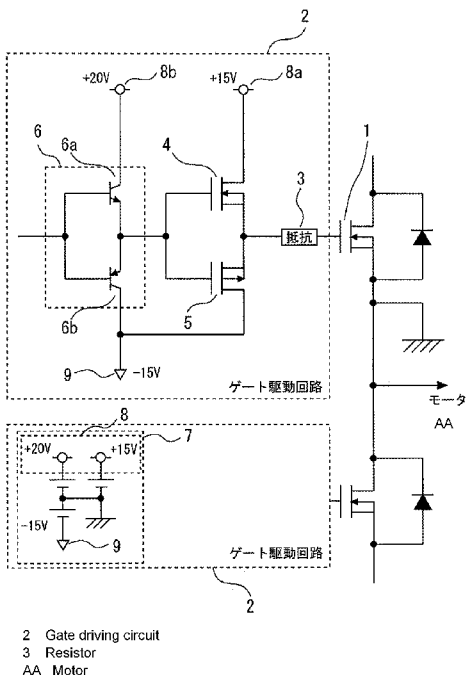 2
+20V 8b +15V 8a
6 6a 4 3 1
抵抗
6b 5
9 -15V
ゲート駆動回路
モータ
AA
8 7
+20V +15V
-15V
9
ゲート駆動回路
2
2 Gate driving circuit
3 Resistor
AA Motor